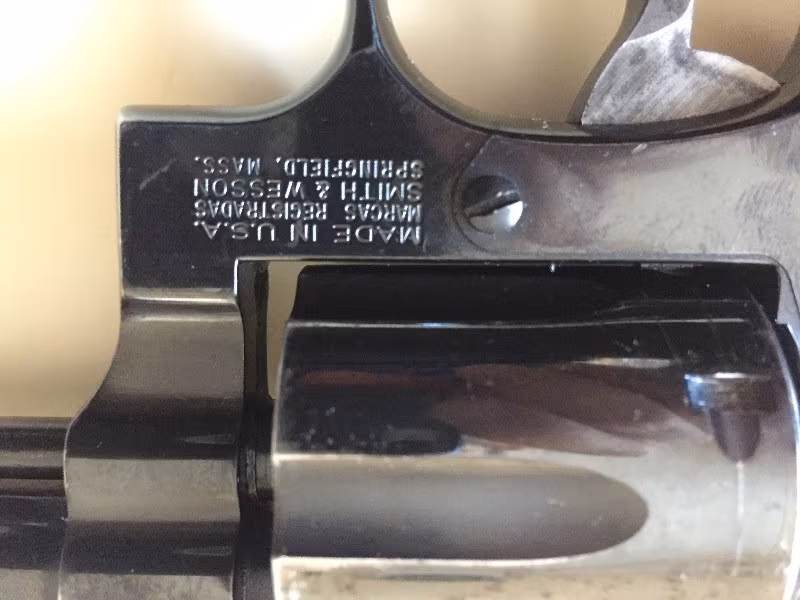 MADE IN U.S.A.
MARCAS REGISTRADAS
SMITH & WESSON
SPRINGFIELD, MASS.